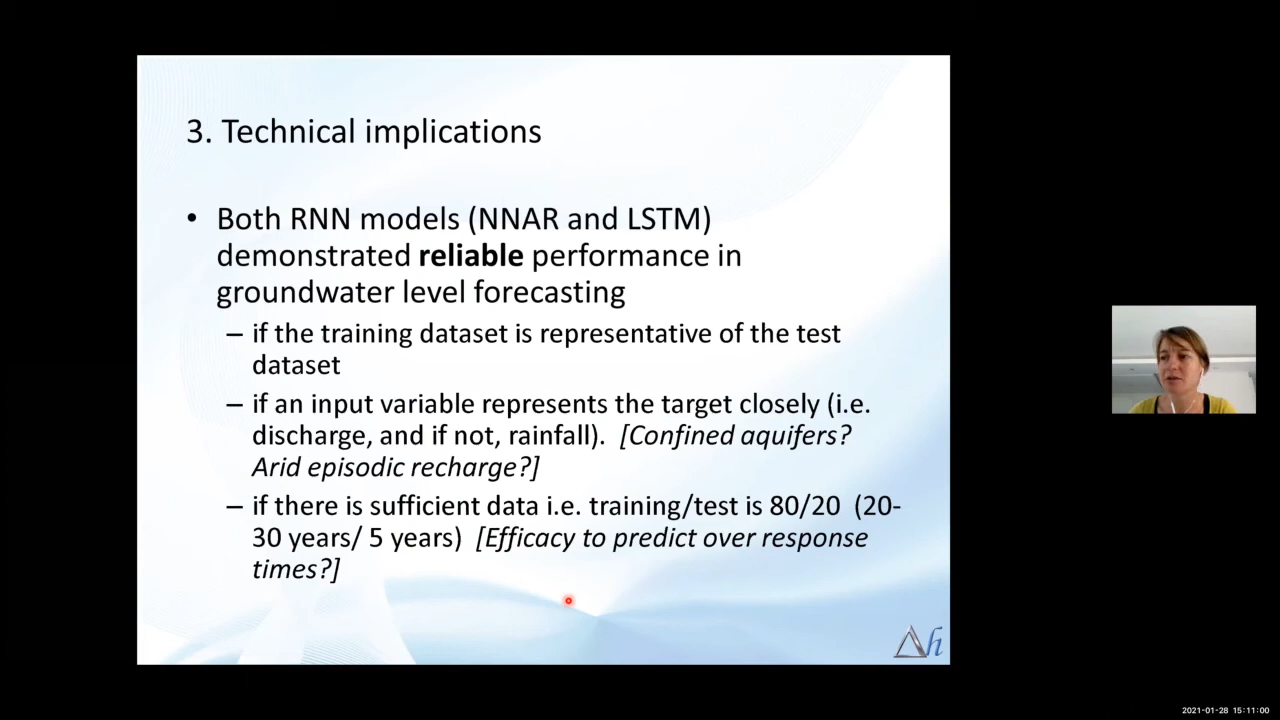 3. Technical implications
• Both RNN models (NNAR and LSTM)
demonstrated reliable performance in
groundwater level forecasting
– if the training dataset is representative of the test
dataset
– if an input variable represents the target closely (i.e.
discharge, and if not, rainfall). [Confined aquifers?
Arid episodic recharge?]
– if there is sufficient data i.e. training/test is 80/20 (20-
30 years/ 5 years) [Efficacy to predict over response
times?]
Δh
2021-01-28 15:11:00